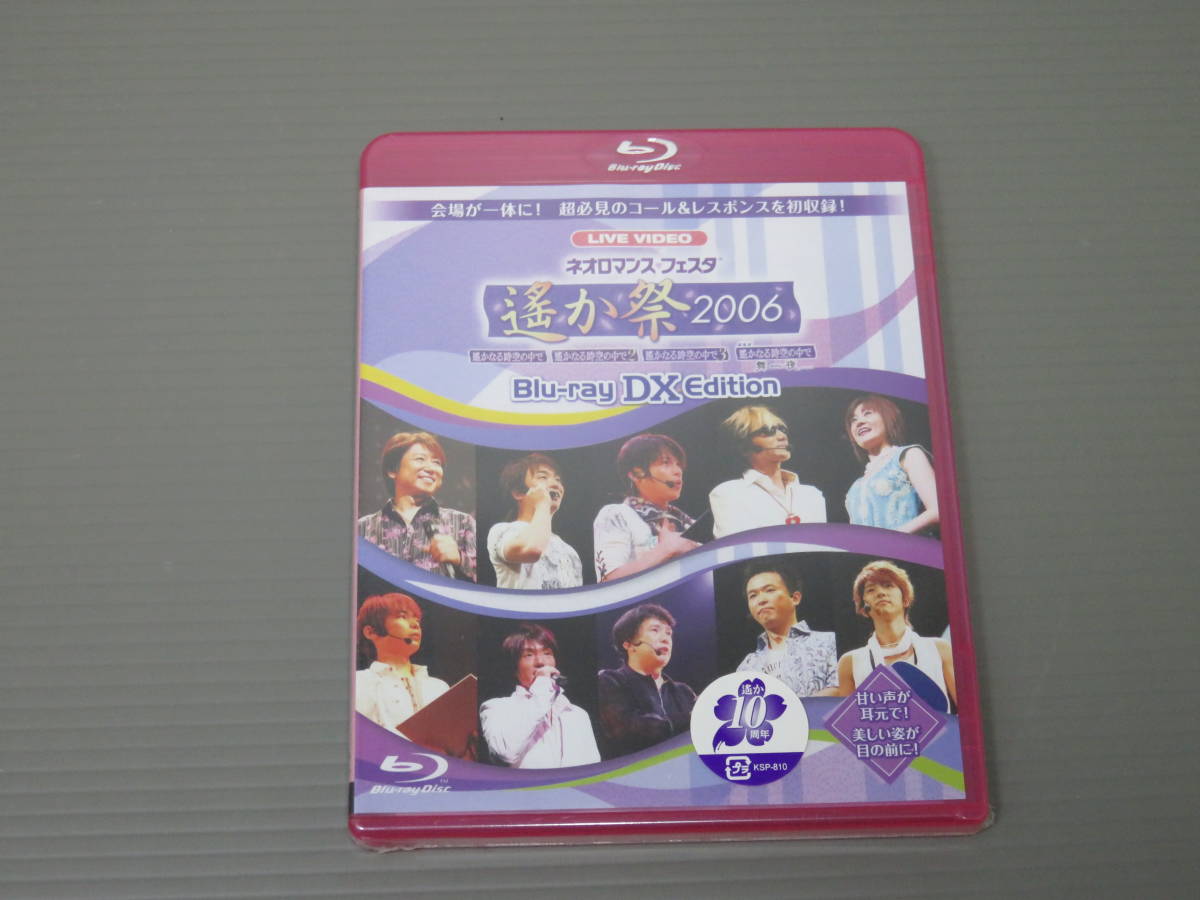 Blu-ray Disc
会場が一体に! 超必見のコール&レスポンスを初収録!
LIVE VIDEO
ネオロマンス フェスタ
遙か祭2006
遙かなる時空の中で 遙かなる時空の中で2 遙かなる時空の中で3 遙かなる時空の中で
舞一夜
Blu-ray DX Edition
遙か
10
周年
プラ KSP-810
甘い声が
耳元で!
美しい姿が
目の前に!
Blu-ray Disc™